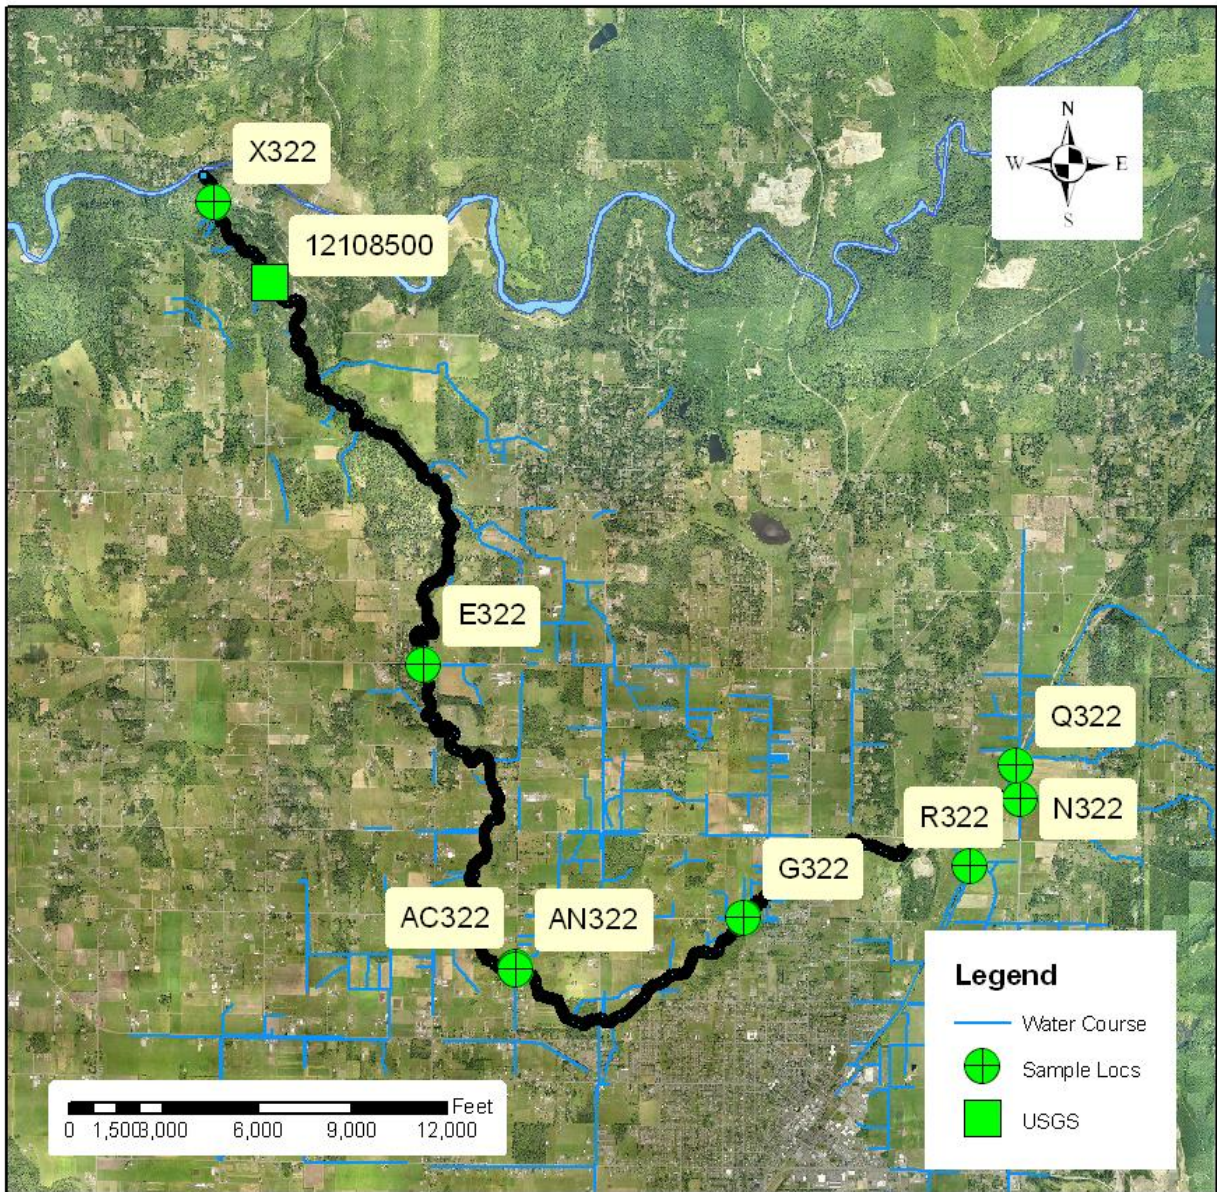 X322
N
W E
S
12108500
E322
Q322
R322
N322
G322
AC322
AN322
Legend
Water Course
Sample Locs
USGS
Feet
0 1,500 3,000 6,000 9,000 12,000